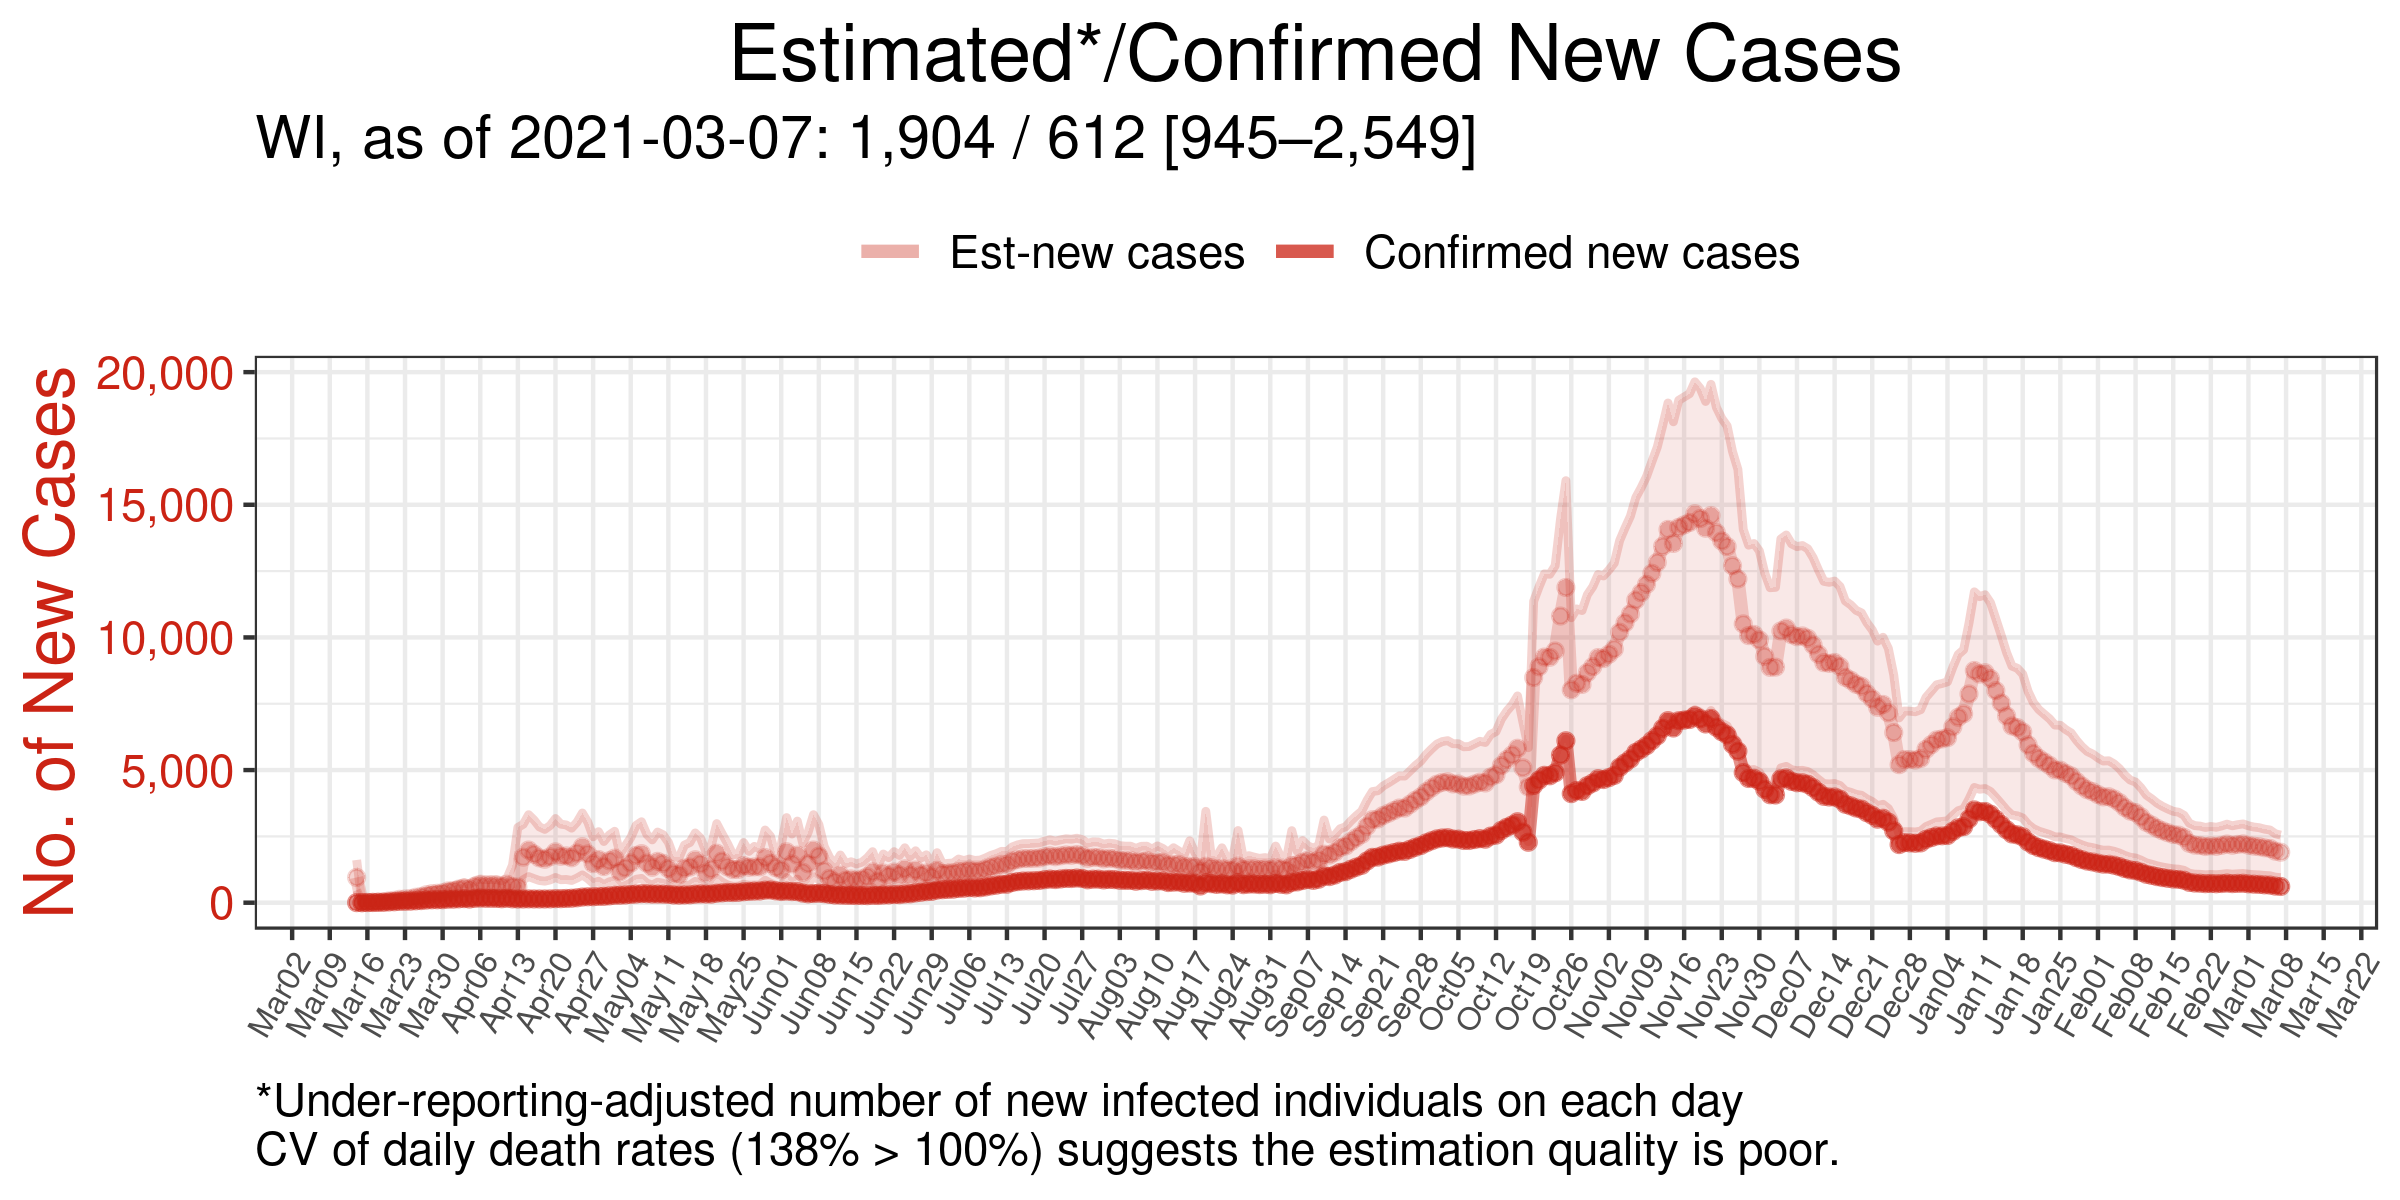 Estimated*/Confirmed New Cases
WI, as of 2021-03-07: 1,904 / 612 [945–2,549]
Est-new cases Confirmed new cases
No. of New Cases
20,000
15,000
10,000
5,000
0
Mar02 Mar09 Mar16 Mar23 Mar30 Apr06 Apr13 Apr20 Apr27 May04 May11 May18 May25 Jun01 Jun08 Jun15 Jun22 Jun29 Jul06 Jul13 Jul20 Jul27 Aug03 Aug10 Aug17 Aug24 Aug31 Sep07 Sep14 Sep21 Sep28 Oct05 Oct12 Oct19 Oct26 Nov02 Nov09 Nov16 Nov23 Nov30 Dec07 Dec14 Dec21 Dec28 Jan04 Jan11 Jan18 Jan25 Feb01 Feb08 Feb15 Feb22 Mar01 Mar08 Mar15 Mar22
*Under-reporting-adjusted number of new infected individuals on each day
CV of daily death rates (138% > 100%) suggests the estimation quality is poor.